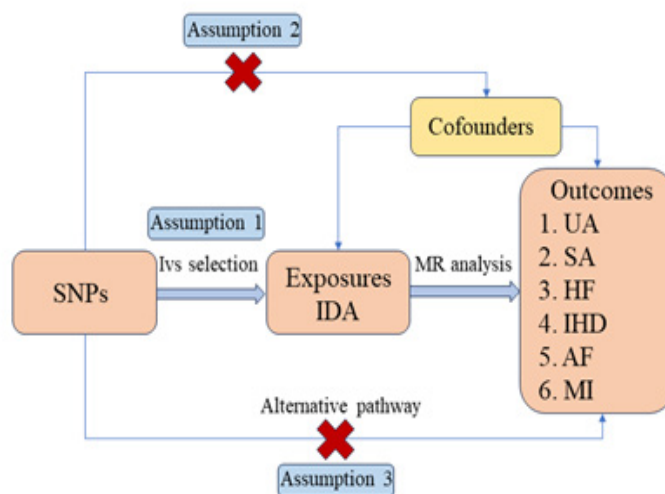 Assumption 2
Cofounders
Assumption 1
Ivs selection
SNPs
Exposures
IDA
MR analysis
Outcomes
1. UA
2. SA
3. HF
4. IHD
5. AF
6. MI
Alternative pathway
Assumption 3